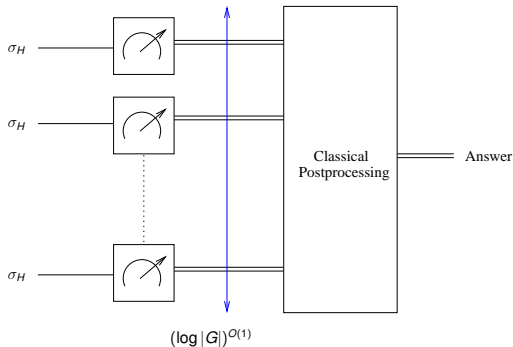 σ_H
σ_H
Classical
Postprocessing
Answer
σ_H
(log |G|)^{O(1)}